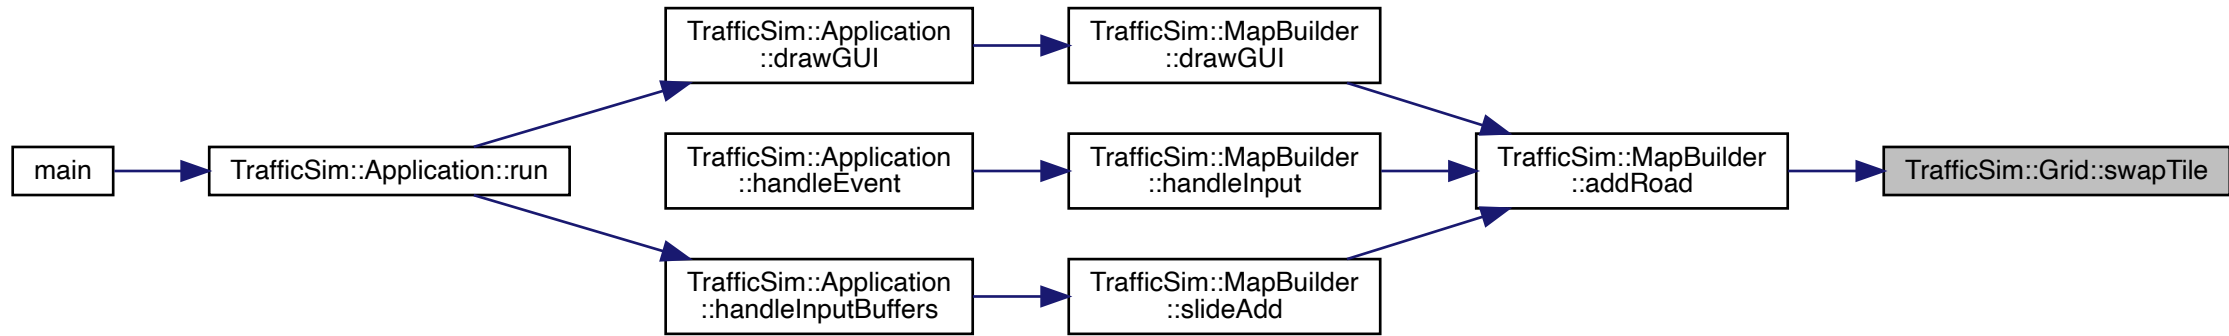 main
TrafficSim::Application::run
TrafficSim::Application
::drawGUI
TrafficSim::Application
::handleEvent
TrafficSim::Application
::handleInputBuffers
TrafficSim::MapBuilder
::drawGUI
TrafficSim::MapBuilder
::handleInput
TrafficSim::MapBuilder
::slideAdd
TrafficSim::MapBuilder
::addRoad
TrafficSim::Grid::swapTile